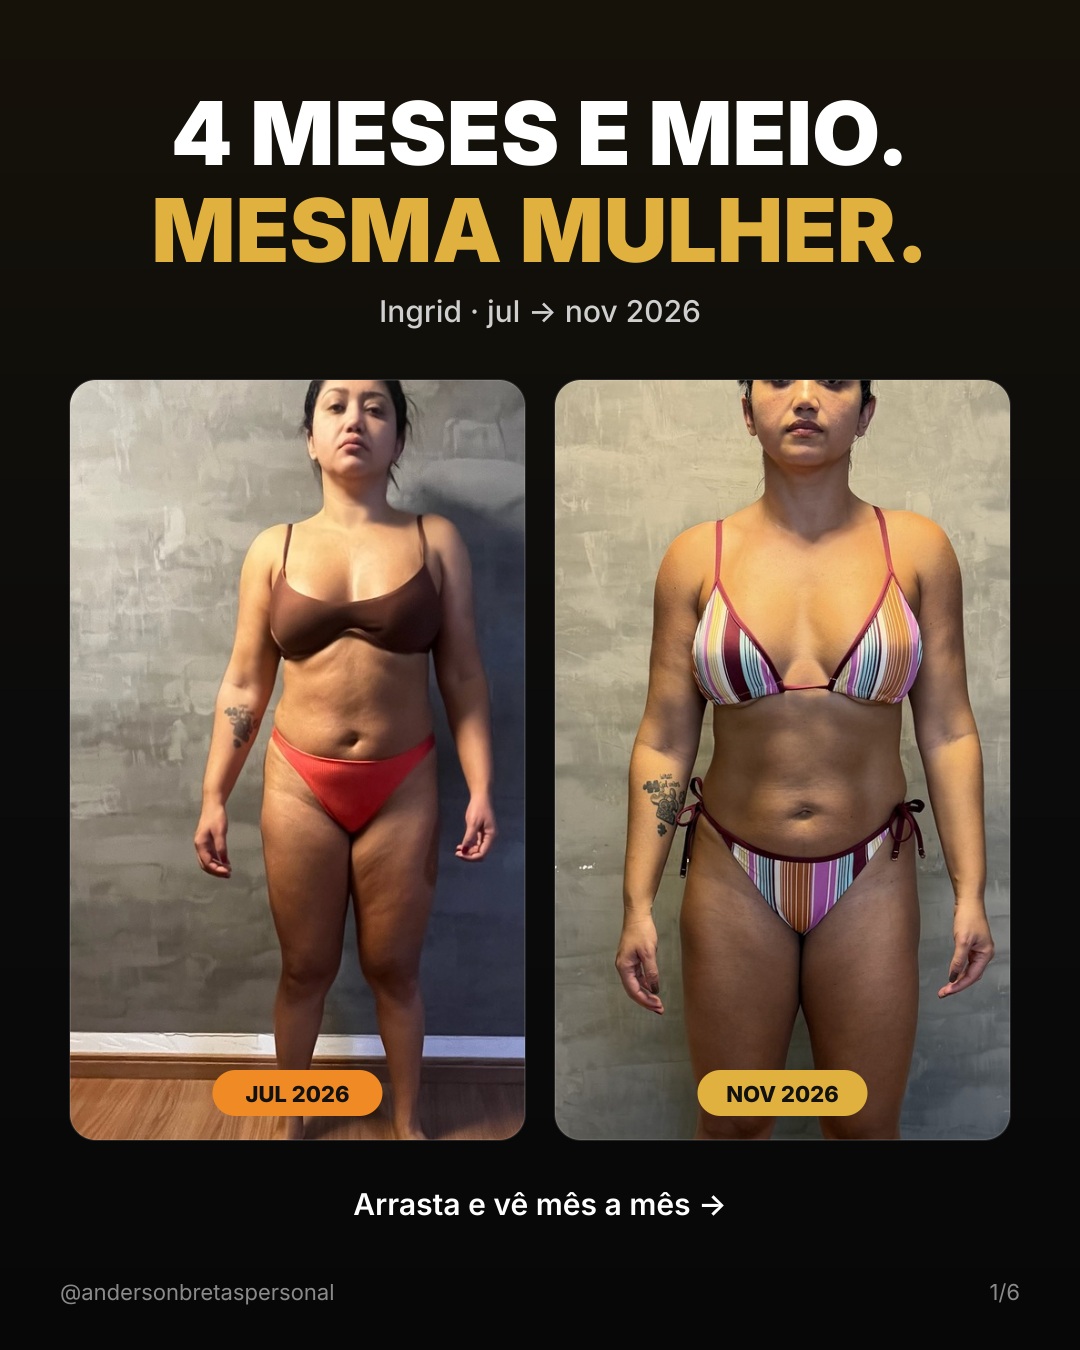 4 MESES E MEIO.
MESMA MULHER.
Ingrid · jul → nov 2026
JUL 2026
NOV 2026
Arrasta e vê mês a mês →
@andersonbretaspersonal
1/6